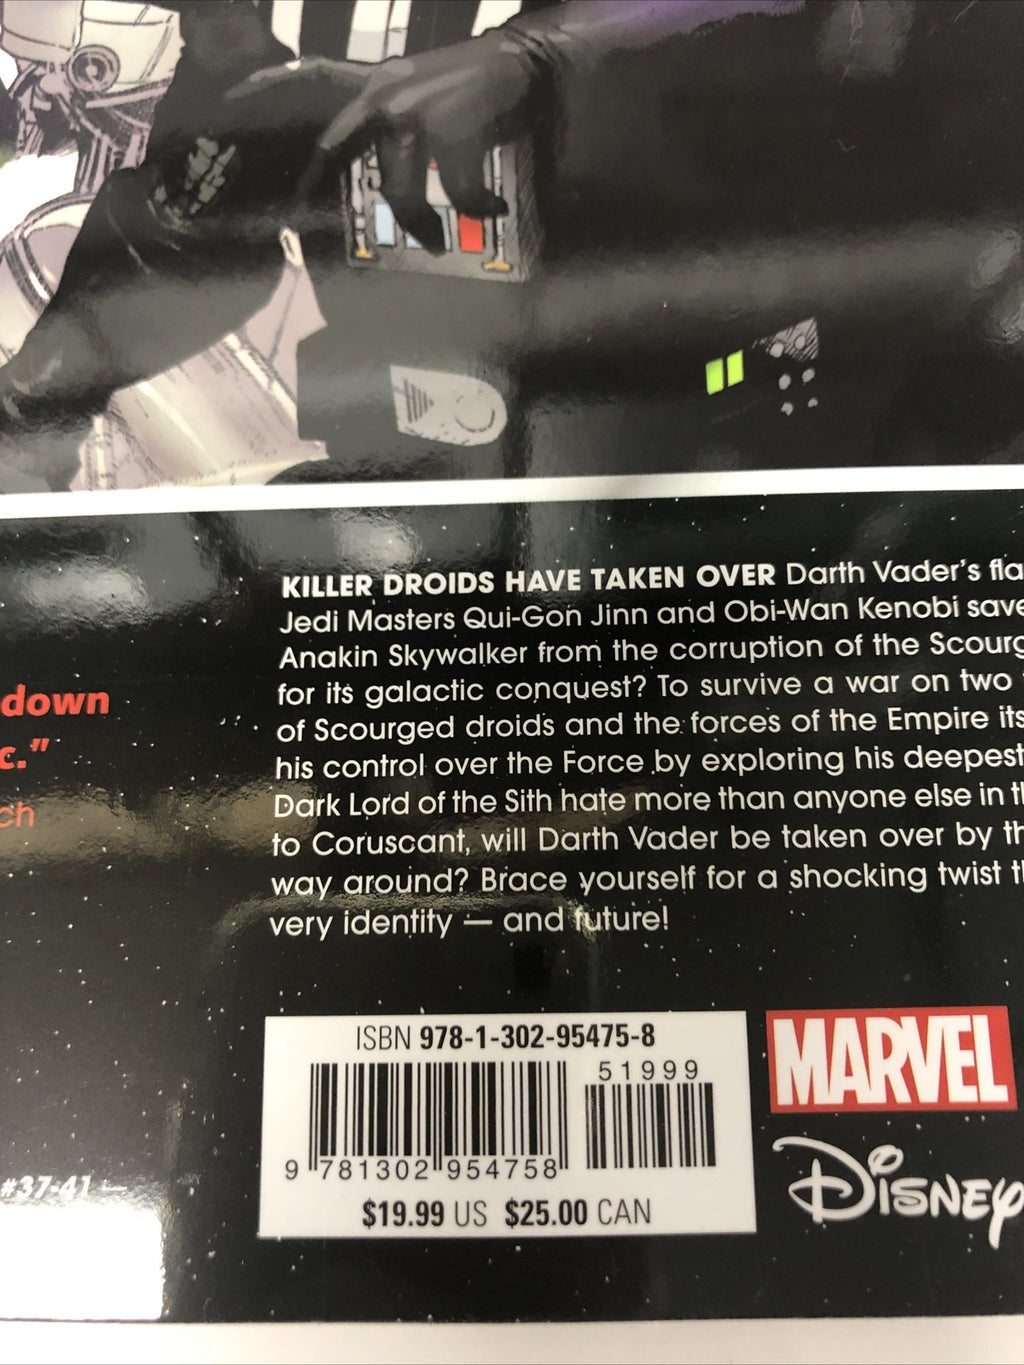 KILLER DROIDS HAVE TAKEN OVER Darth Vader's fla
Jedi Masters Qui-Gon Jinn and Obi-Wan Kenobi save
Anakin Skywalker from the corruption of the Scourg
for its galactic conquest? To survive a war on two
of Scourged droids and the forces of the Empire its
his control over the Force by exploring his deepest
Dark Lord of the Sith hate more than anyone else in th
to Coruscant, will Darth Vader be taken over by th
way around? Brace yourself for a shocking twist th
very identity — and future!
down
c."
ch
#37-41 —
ISBN 978-1-302-95475-8
51999
9 781302 954758
$19.99 US $25.00 CAN
MARVEL
DISNEY